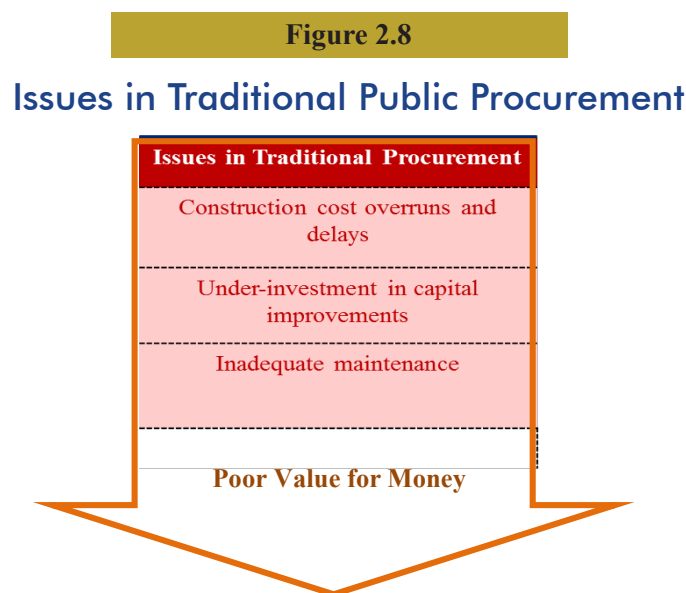 Figure 2.8
Issues in Traditional Public Procurement
Issues in Traditional Procurement
Construction cost overruns and
delays
Under-investment in capital
improvements
Inadequate maintenance
Poor Value for Money